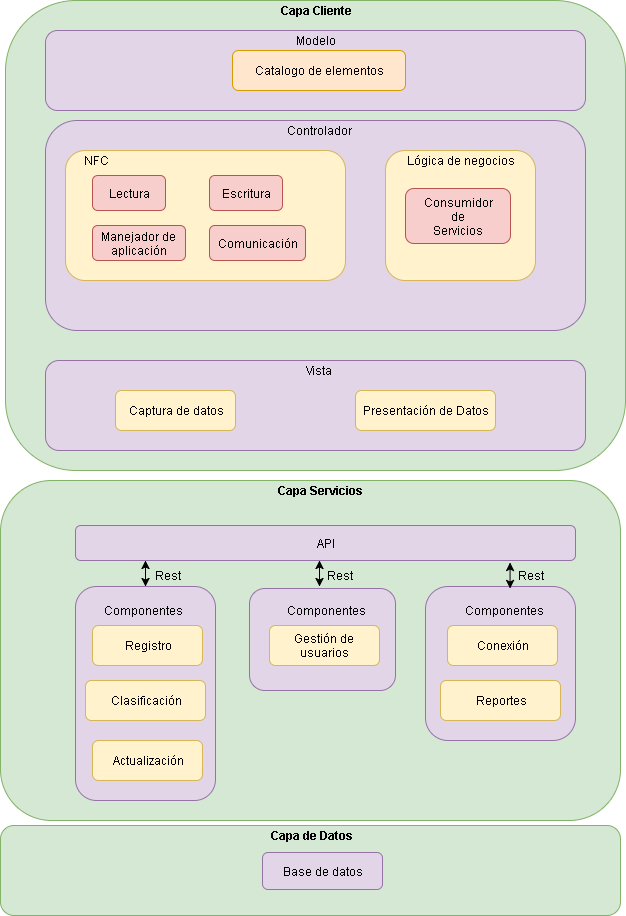 Capa Cliente
Modelo
Catalogo de elementos
Controlador
NFC
Lectura
Escritura
Manejador de
aplicación
Comunicación
Lógica de negocios
Consumidor
de
Servicios
Vista
Captura de datos
Presentación de Datos
Capa Servicios
API
Rest
Rest
Rest
Componentes
Registro
Clasificación
Actualización
Componentes
Gestión de
usuarios
Componentes
Conexión
Reportes
Capa de Datos
Base de datos